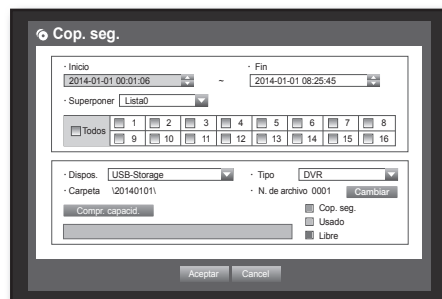 Cop. seg.
· Inicio · Fin
2014-01-01 00:01:06 ~ 2014-01-01 08:25:45
· Superponer Lista0
Todos 1 2 3 4 5 6 7 8
9 10 11 12 13 14 15 16
· Dispos. USB-Storage · Tipo DVR
· Carpeta \20140101\ · N. de archivo 0001 Cambiar
Compr. capacid. Cop. seg.
Usado
Libre
Aceptar Cancel